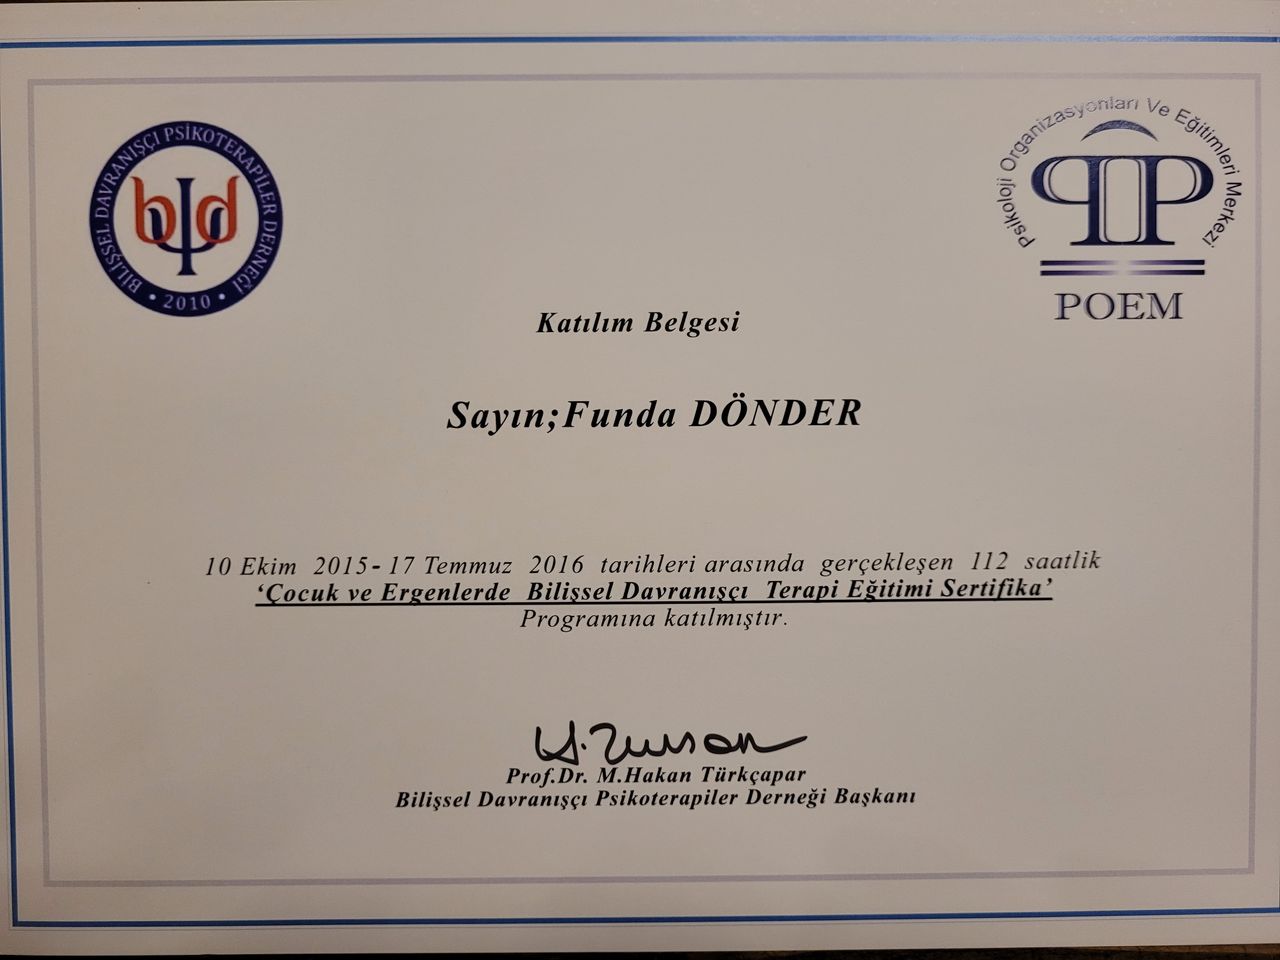 BİLİŞSEL DAVRANIŞÇI PSİKOTERAPİLER DERNEĞİ
bψd
• 2010 •
Psikoloji Organizasyonları Ve Eğitimleri Merkezi
POEM
Katılım Belgesi
Sayın;Funda DÖNDER
10 Ekim 2015- 17 Temmuz 2016 tarihleri arasında gerçekleşen 112 saatlik
‘Çocuk ve Ergenlerde Bilişsel Davranışçı Terapi Eğitimi Sertifika’
Programına katılmıştır.
Prof.Dr. M.Hakan Türkçapar
Bilişsel Davranışçı Psikoterapiler Derneği Başkanı